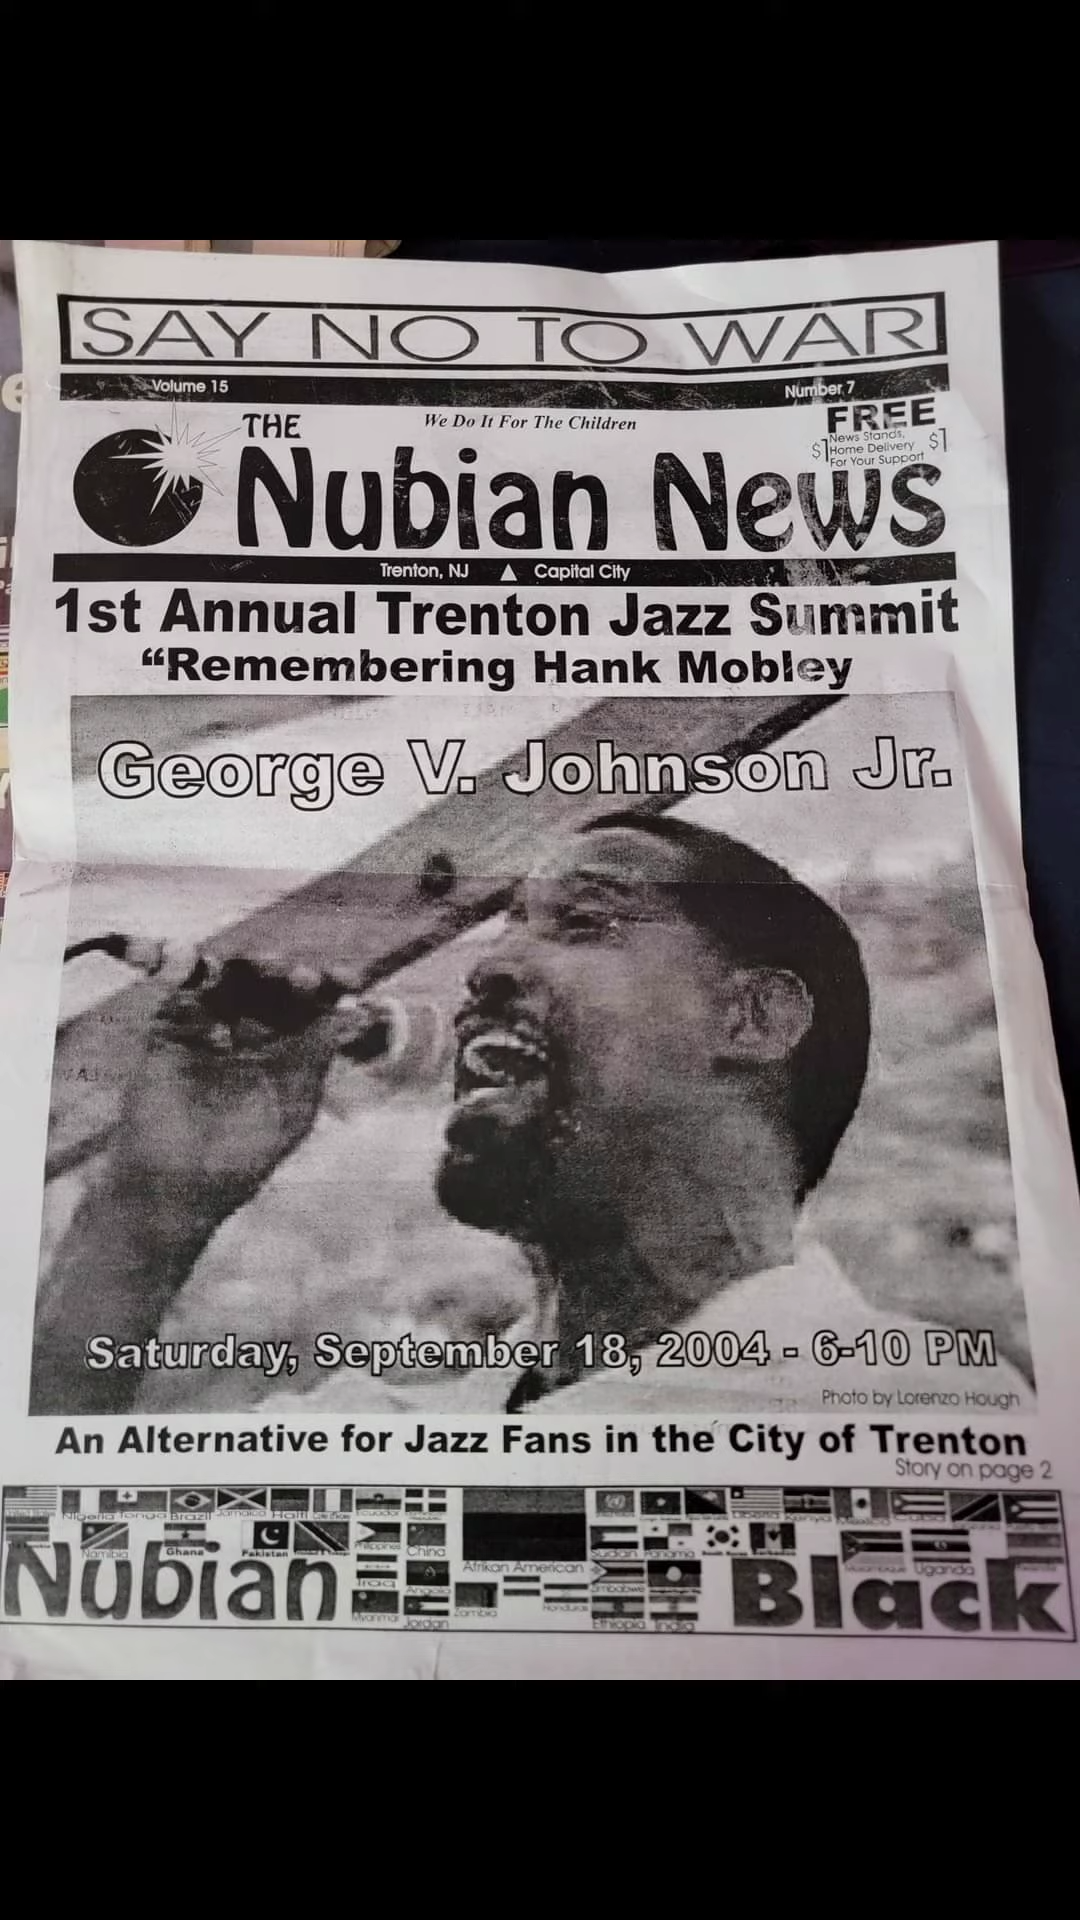 SAY NO TO WAR
Volume 15
Number 7
We Do It For The Children
FREE
News Stands,
$1 Home Delivery $1
For Your Support
THE
Nubian News
Trenton, NJ ▲ Capital City
1st Annual Trenton Jazz Summit
“Remembering Hank Mobley
George V. Johnson Jr.
Saturday, September 18, 2004 - 6-10 PM
Photo by Lorenzo Hough
An Alternative for Jazz Fans in the City of Trenton
Story on page 2
Nigeria Tonga Brazil Jamaica Haiti
Ecuador
Liberia Kenya Mexico
Namibia Ghana Pakistan
Philippines China
Sudan Panama South Korea
Afrikan American
Uganda
Iraq Angola
Zambia Honduras
Zimbabwe
Myanmar Jordan
Ethiopia India
Nubian
Black